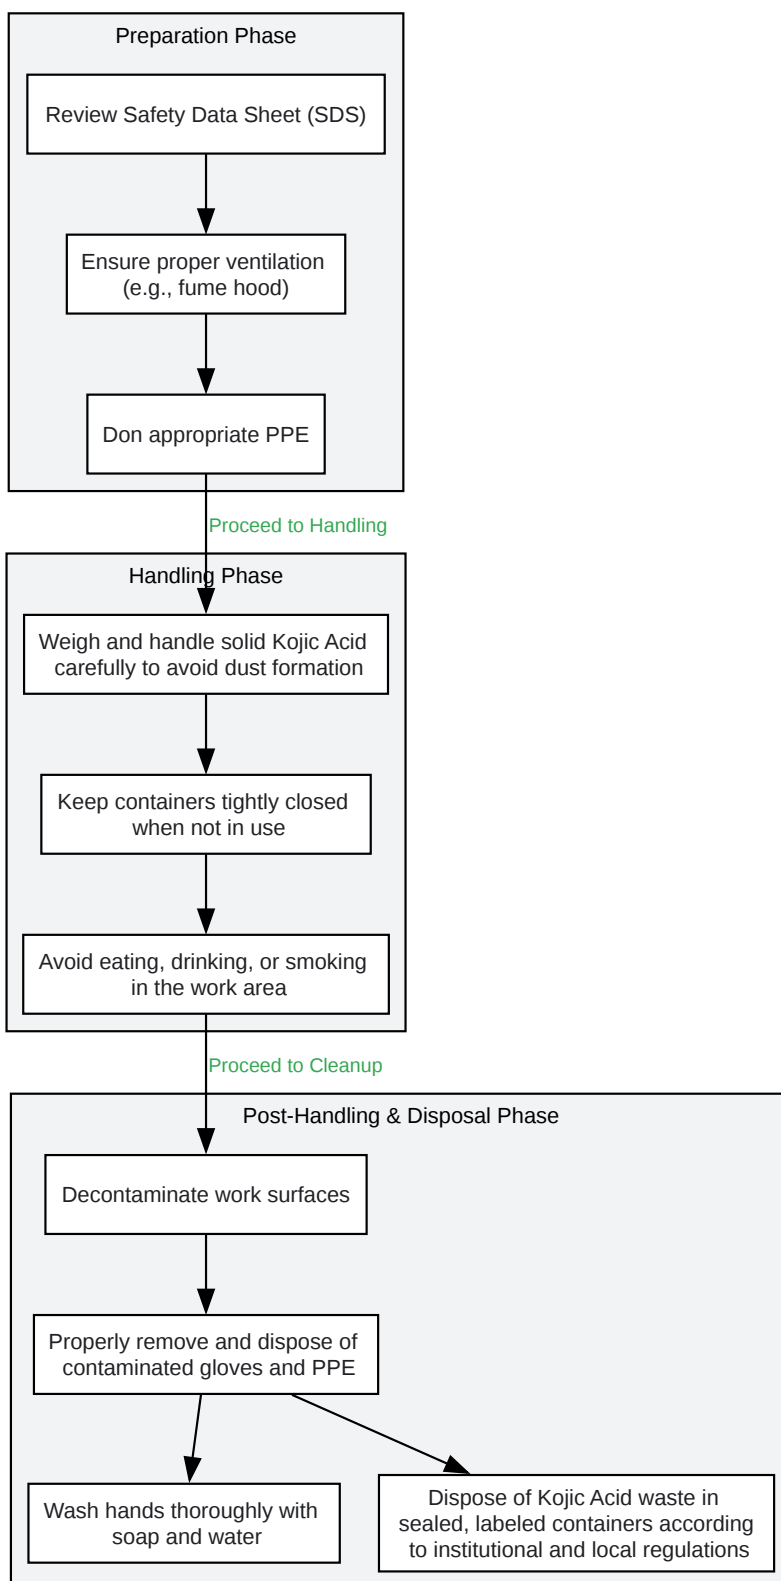 Preparation Phase
Review Safety Data Sheet (SDS)
Ensure proper ventilation
(e.g., fume hood)
Don appropriate PPE
Proceed to Handling
Handling Phase
Weigh and handle solid Kojic Acid
carefully to avoid dust formation
Keep containers tightly closed
when not in use
Avoid eating, drinking, or smoking
in the work area
Proceed to Cleanup
Post-Handling & Disposal Phase
Decontaminate work surfaces
Properly remove and dispose of
contaminated gloves and PPE
Wash hands thoroughly with
soap and water
Dispose of Kojic Acid waste in
sealed, labeled containers according
to institutional and local regulations